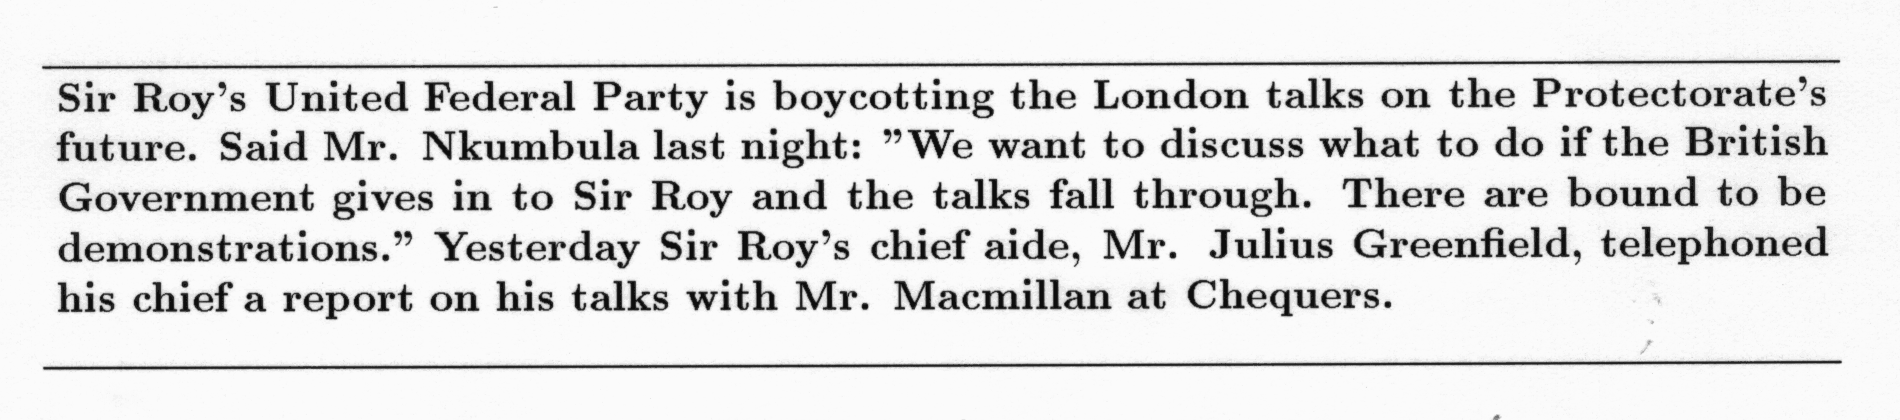 Sir Roy's United Federal Party is boycotting the London talks on the Protectorate's
future. Said Mr. Nkumbula last night: ”We want to discuss what to do if the British
Government gives in to Sir Roy and the talks fall through. There are bound to be
demonstrations.” Yesterday Sir Roy's chief aide, Mr. Julius Greenfield, telephoned
his chief a report on his talks with Mr. Macmillan at Chequers.